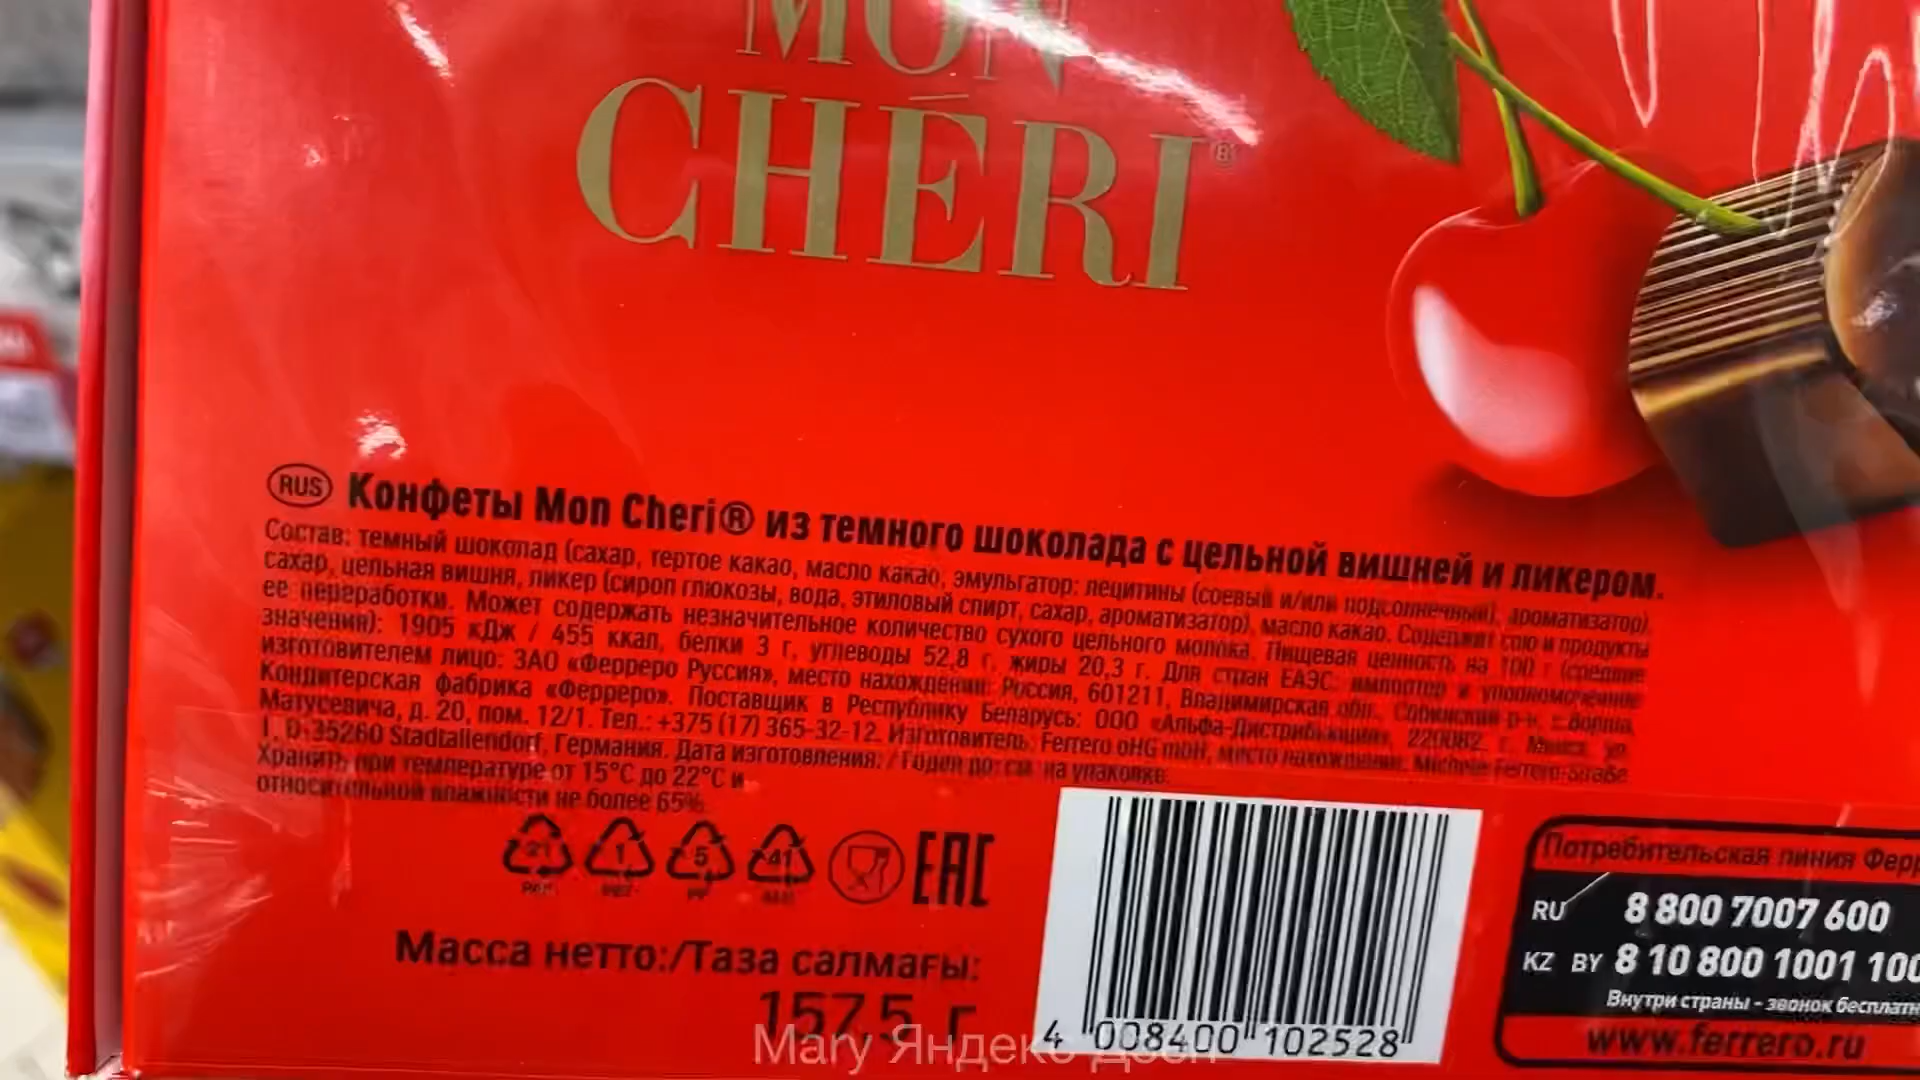 MON
CHÉRI®
RUS Конфеты Mon Cheri® из темного шоколада с цельной вишней и ликером.
Состав: темный шоколад (сахар, тертое какао, масло какао, эмульгатор: лецитины (соевый и/или подсолнечный), ароматизатор),
сахар, цельная вишня, ликер (сироп глюкозы, вода, этиловый спирт, сахар, ароматизатор), масло какао. Содержит сою и продукты
ее переработки. Может содержать незначительное количество сухого цельного молока. Пищевая ценность на 100 г (средние
значения): 1905 кДж / 455 ккал, белки 3 г, углеводы 52,8 г, жиры 20,3 г. Для стран ЕАЭС: импортер и уполномоченное
изготовителем лицо: ЗАО «Ферреро Руссия», место нахождения: Россия, 601211, Владимирская обл., Собинский р-н, с. Ворша,
Кондитерская фабрика «Ферреро». Поставщик в Республику Беларусь: ООО «Альфа-Дистрибьюция», 220082, г. Минск, ул.
Матусевича, д. 20, пом. 12/1. Тел.: +375 (17) 365-32-12. Изготовитель: Ferrero oHG mbH, место нахождения: Michele-Ferrero-Straße
1, D-35260 Stadtallendorf, Германия. Дата изготовления: / Годен до: см. на упаковке.
Хранить при температуре от 15°C до 22°C и
относительной влажности не более 65%.
21 1 5 41 EAC
PAP PET PP ALU
Масса нетто:/Таза салмағы:
157,5 г
4 008400 102528
Потребительская линия Ферр
RU 8 800 7007 600
KZ BY 8 10 800 1001 100
Внутри страны - звонок бесплатн
www.ferrero.ru
Mary Яндекс Дзен